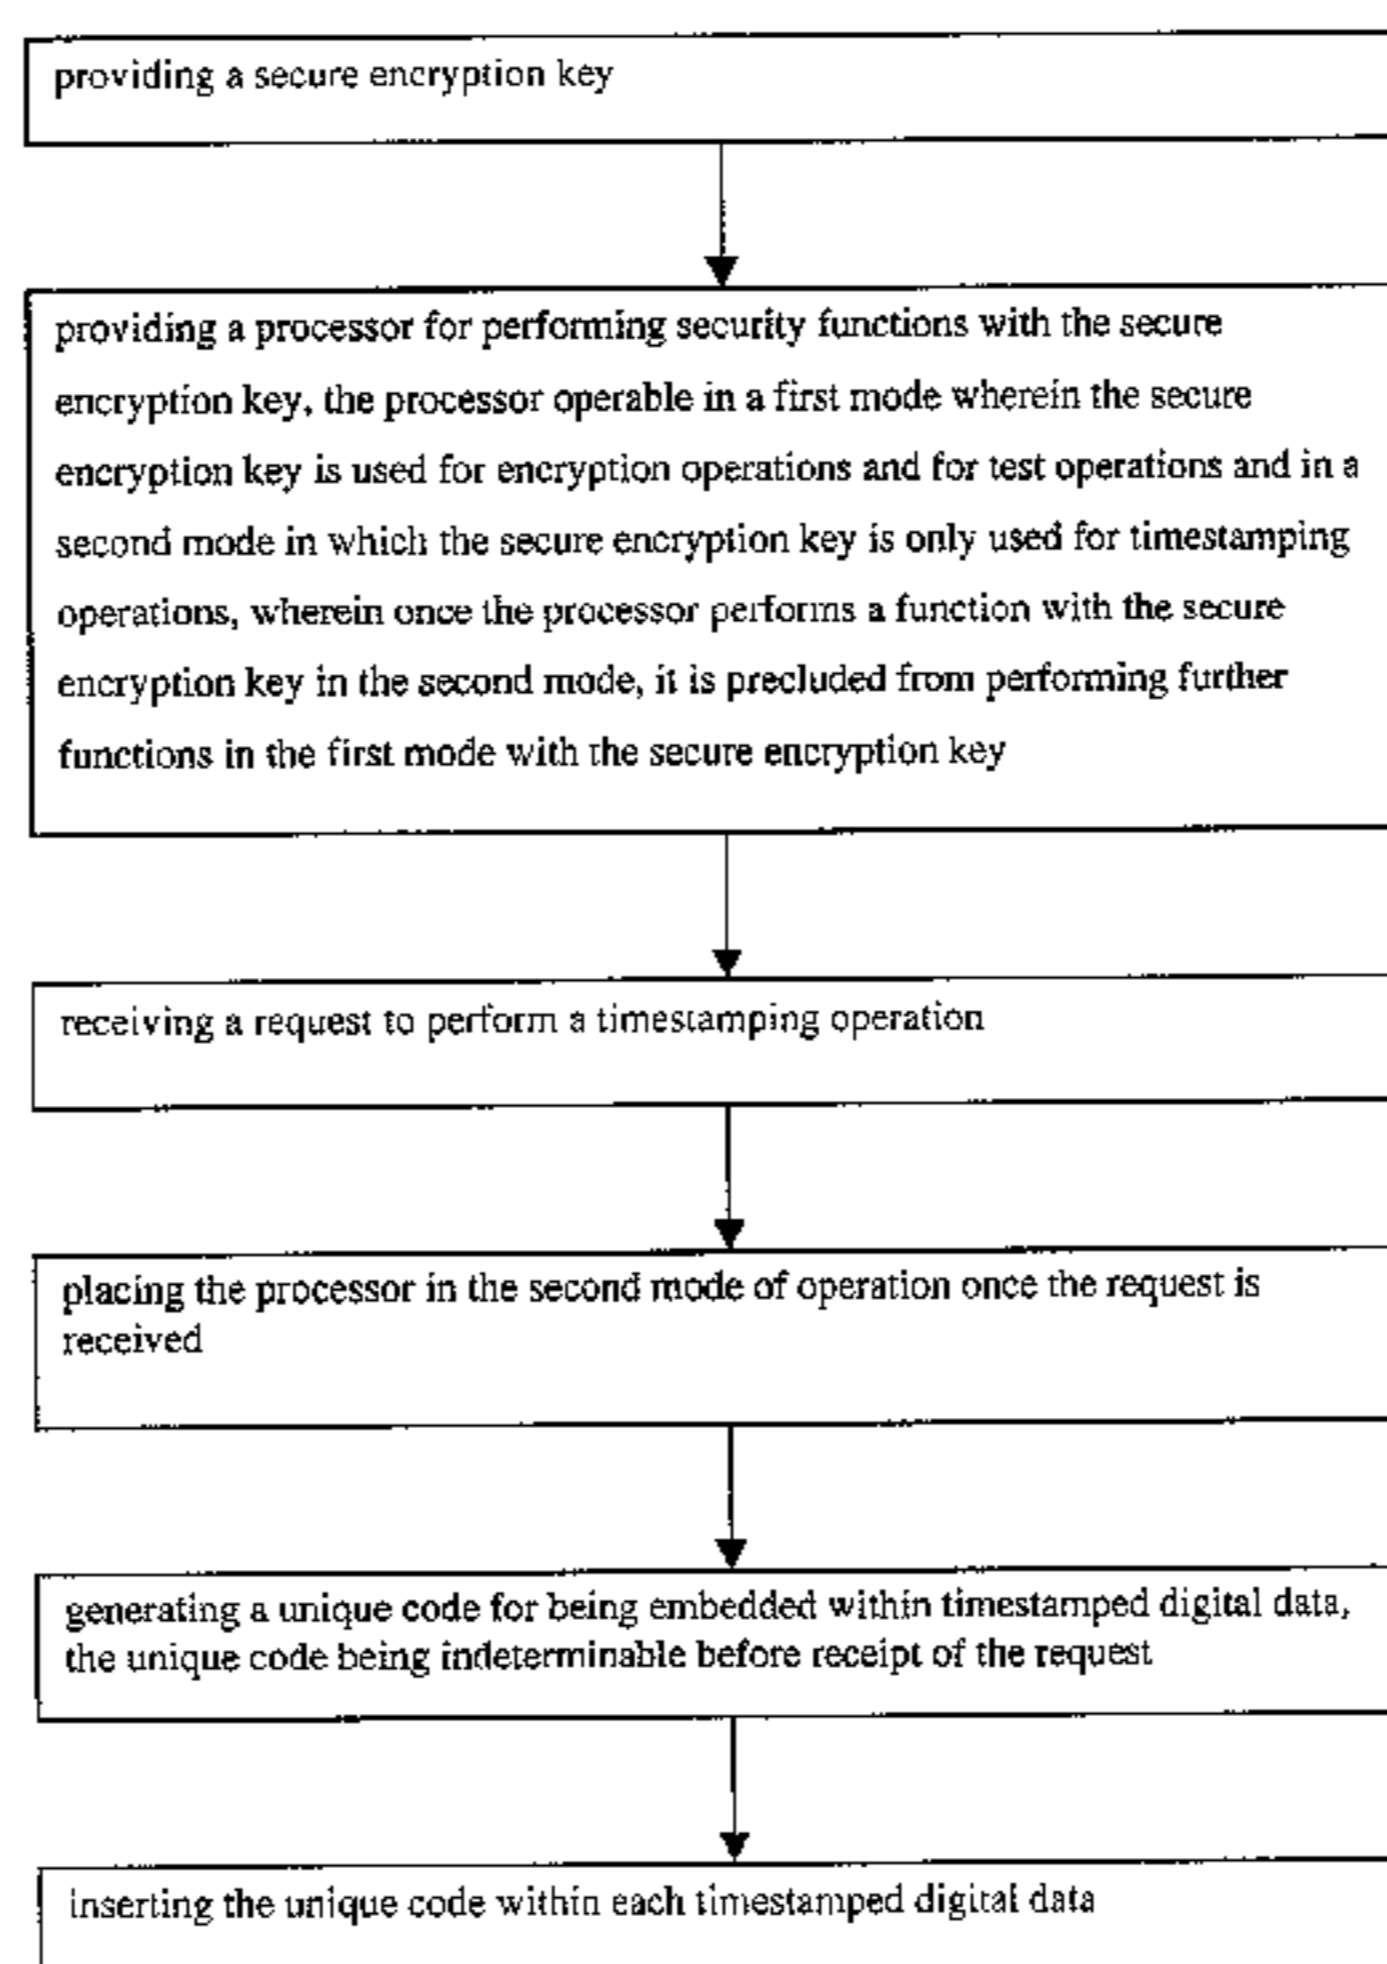 providing a secure encryption key
providing a processor for performing security functions with the secure
encryption key, the processor operable in a first mode wherein the secure
encryption key is used for encryption operations and for test operations and in a
second mode in which the secure encryption key is only used for timestamping
operations, wherein once the processor performs a function with the secure
encryption key in the second mode, it is precluded from performing further
functions in the first mode with the secure encryption key
receiving a request to perform a timestamping operation
placing the processor in the second mode of operation once the request is
received
generating a unique code for being embedded within timestamped digital data,
the unique code being indeterminable before receipt of the request
inserting the unique code within each timestamped digital data